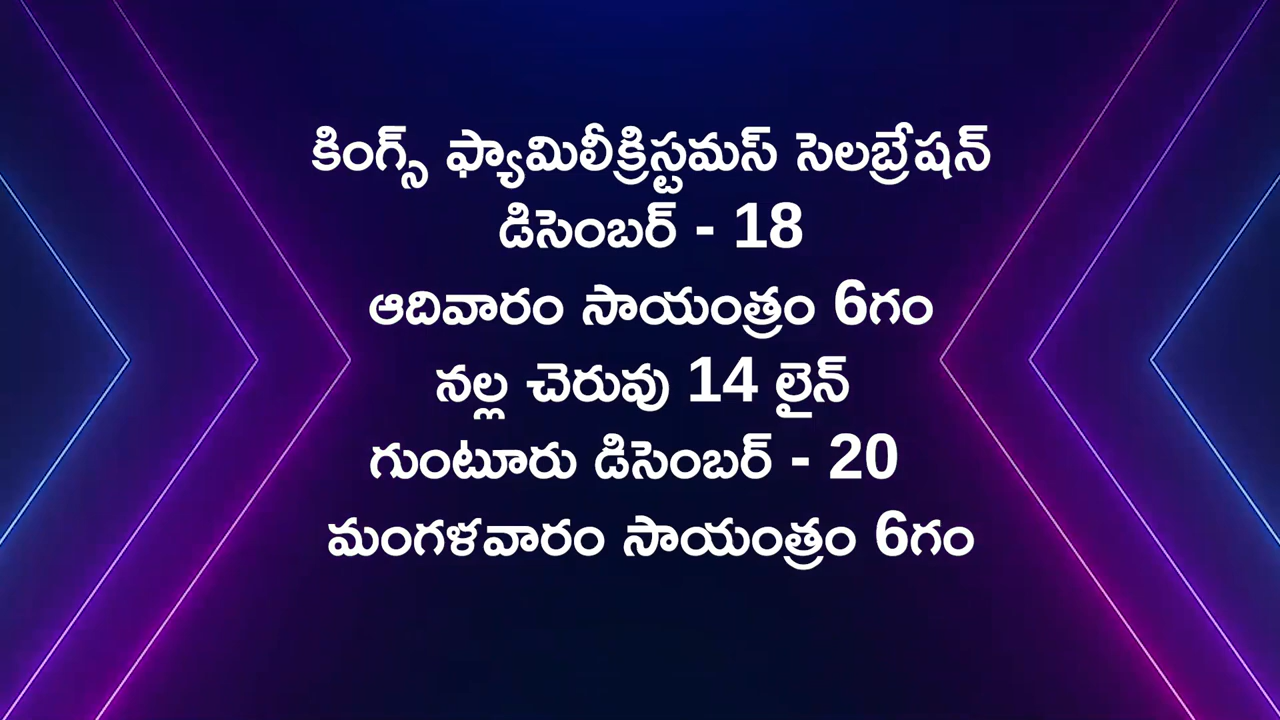 కింగ్స్ ఫ్యామిలీక్రిస్టమస్ సెలబ్రేషన్
డిసెంబర్ - 18
ఆదివారం సాయంత్రం 6గం
నల్ల చెరువు 14 లైన్
గుంటూరు డిసెంబర్ - 20
మంగళవారం సాయంత్రం 6గం